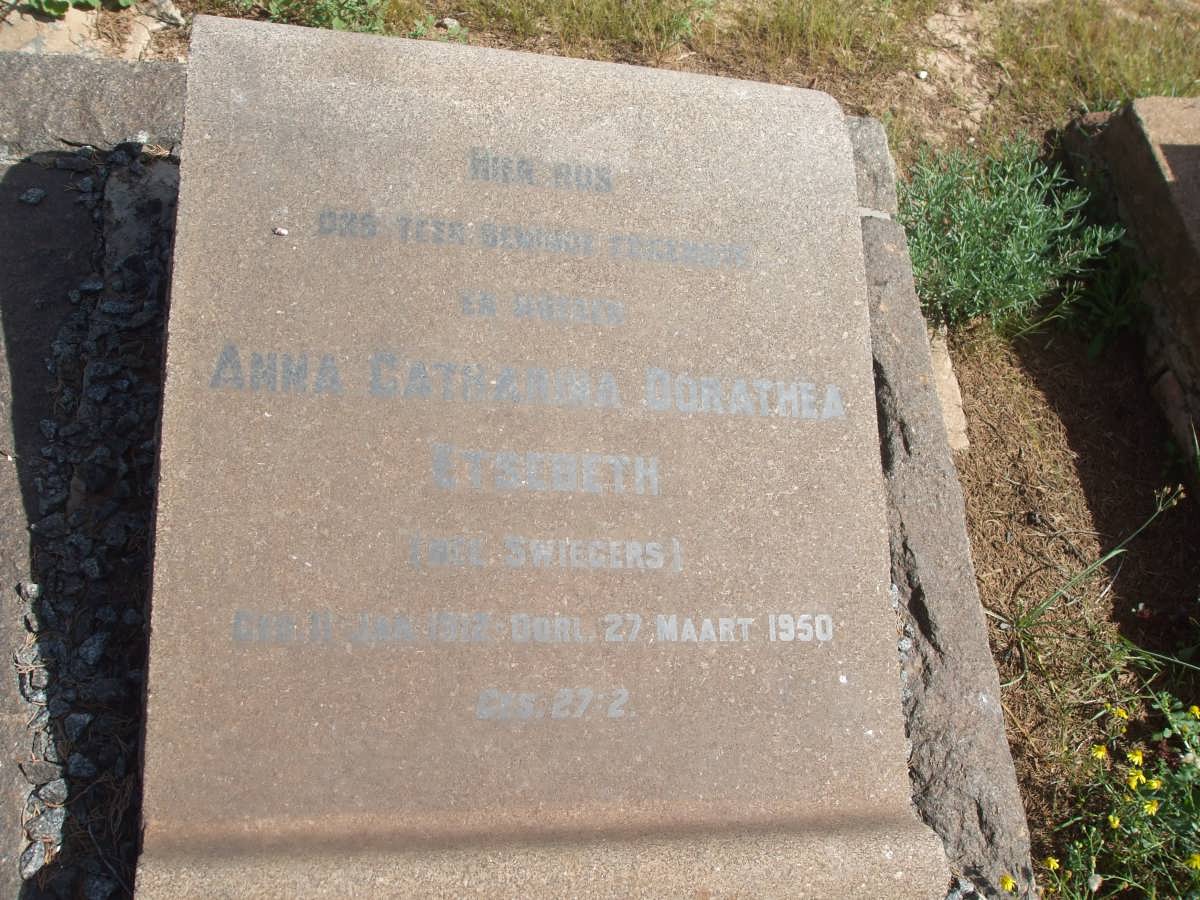 HIER RUS
ONS TEER BEMINDE EGGENOTE
EN MOEDER
ANNA CATHARINA DORATHEA
ETSEBETH
(NEE SWIEGERS)
GEB. 11 JAN. 1912 - OORL. 27 MAART 1950
GES. 27:2.